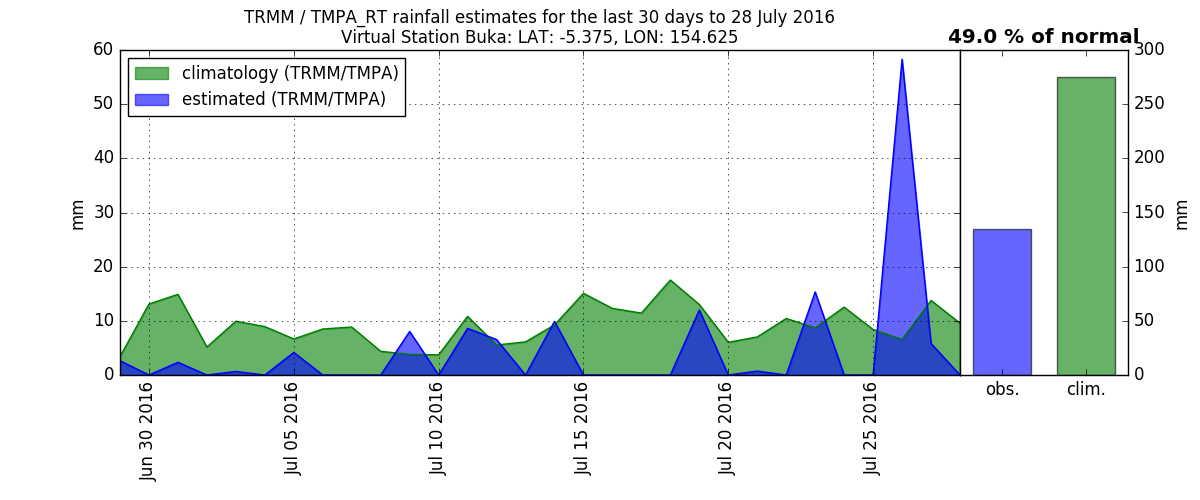 TRMM / TMPA_RT rainfall estimates for the last 30 days to 28 July 2016
Virtual Station Buka: LAT: -5.375, LON: 154.625
49.0 % of normal
climatology (TRMM/TMPA)
estimated (TRMM/TMPA)
60
50
40
30
20
10
0
mm
Jun 30 2016
Jul 05 2016
Jul 10 2016
Jul 15 2016
Jul 20 2016
Jul 25 2016
300
250
200
150
100
50
0
mm
obs.
clim.